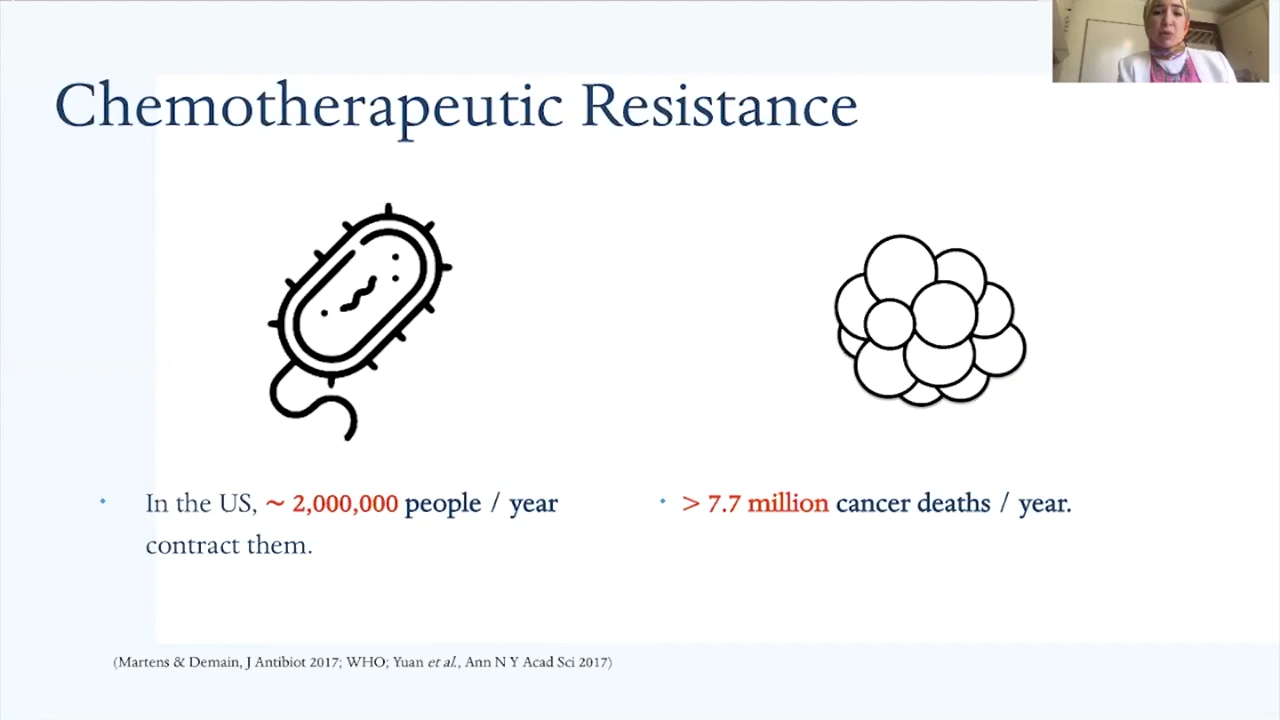 Chemotherapeutic Resistance
• In the US, ~ 2,000,000 people / year
contract them.
• > 7.7 million cancer deaths / year.
(Martens & Demain, J Antibiot 2017; WHO; Yuan et al., Ann N Y Acad Sci 2017)